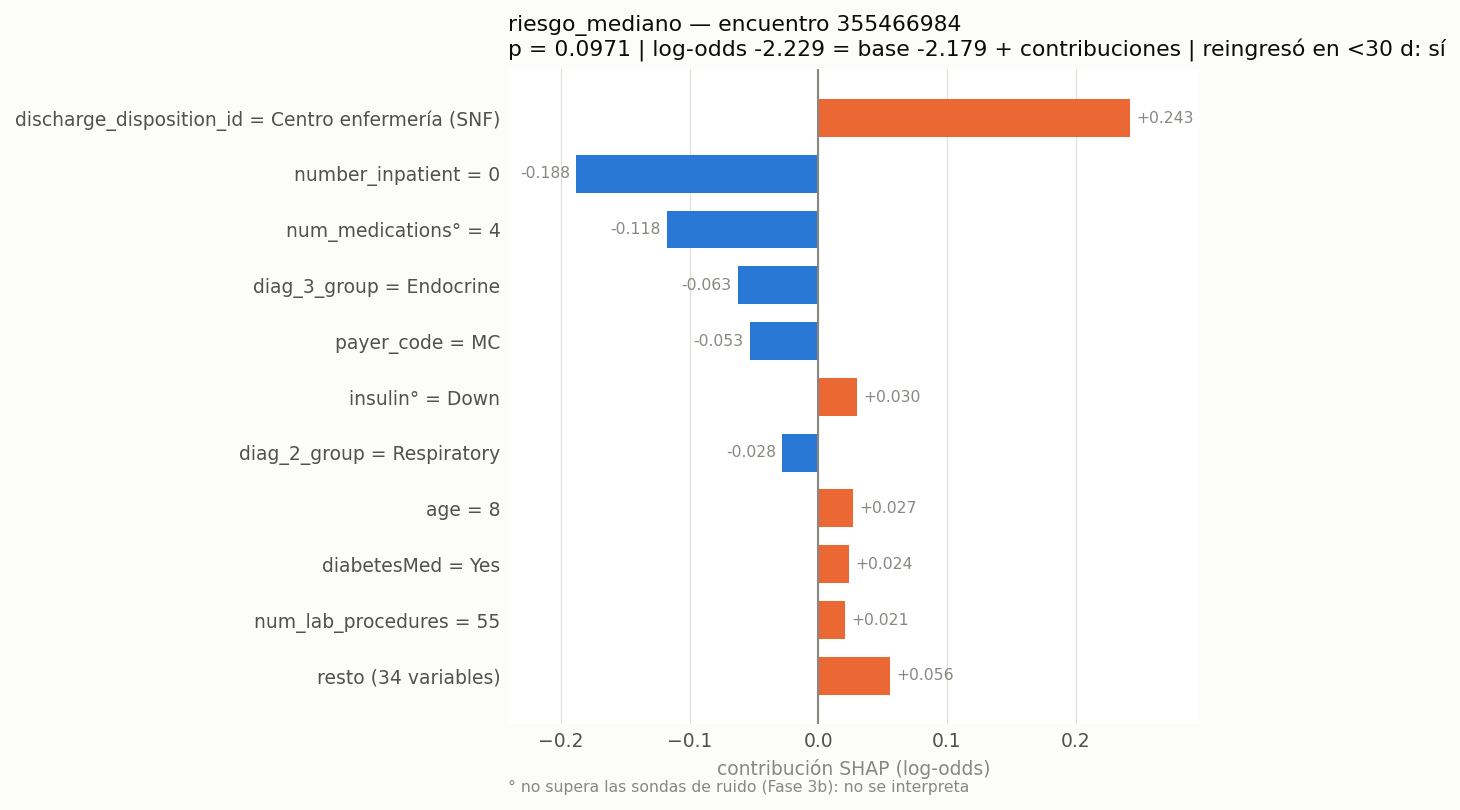 riesgo_mediano — encuentro 355466984
p = 0.0971 | log-odds -2.229 = base -2.179 + contribuciones | reingresó en <30 d: sí
discharge_disposition_id = Centro enfermería (SNF)
+0.243
number_inpatient = 0
-0.188
num_medications° = 4
-0.118
diag_3_group = Endocrine
-0.063
payer_code = MC
-0.053
insulin° = Down
+0.030
diag_2_group = Respiratory
-0.028
age = 8
+0.027
diabetesMed = Yes
+0.024
num_lab_procedures = 55
+0.021
resto (34 variables)
+0.056
−0.2 −0.1 0.0 0.1 0.2
contribución SHAP (log-odds)
° no supera las sondas de ruido (Fase 3b): no se interpreta